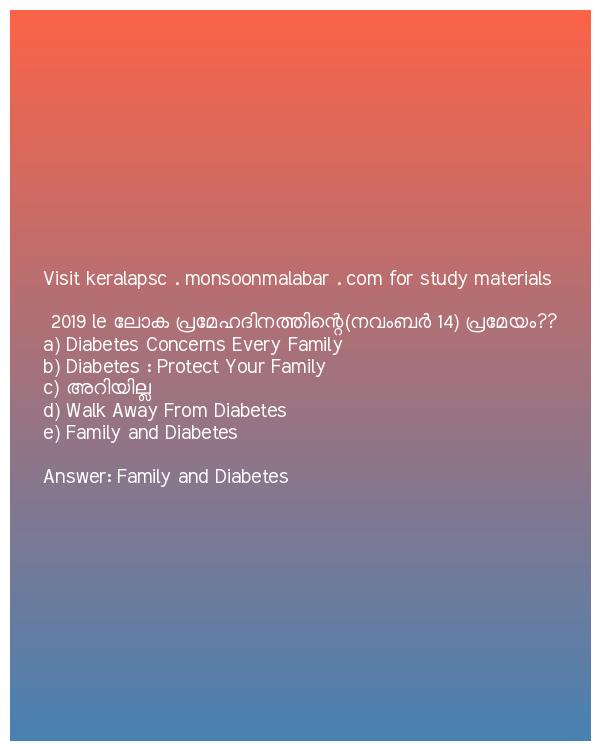 Visit keralapsc . monsoonmalabar . com for study materials
2019 le ലോക പ്രമേഹദിനത്തിന്റെ(നവംബർ 14) പ്രമേയം??
a) Diabetes Concerns Every Family
b) Diabetes : Protect Your Family
c) അറിയില്ല
d) Walk Away From Diabetes
e) Family and Diabetes
Answer: Family and Diabetes